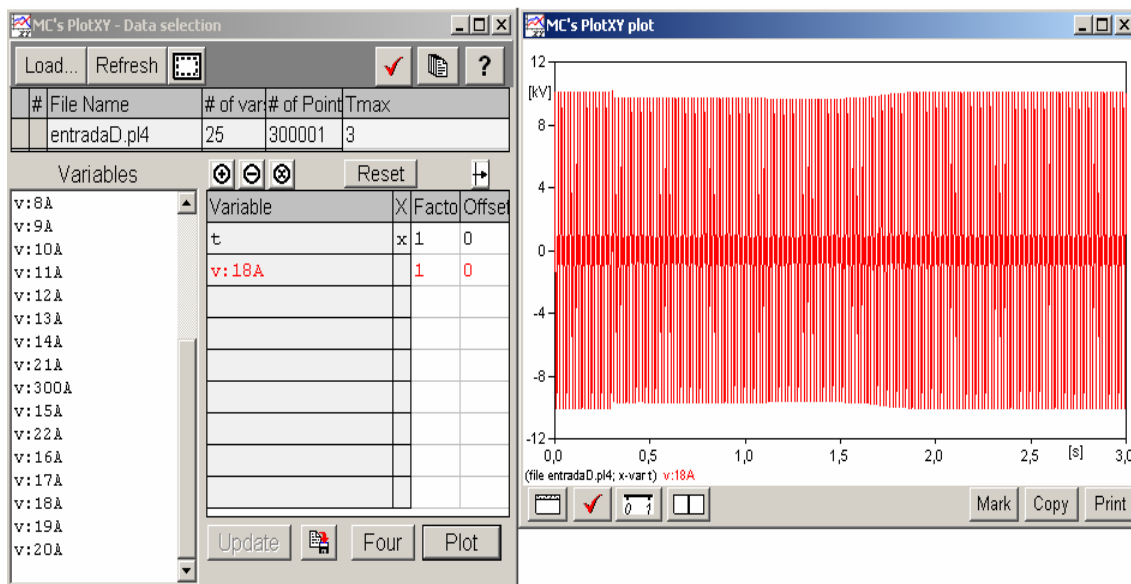 MC's PlotXY - Data selection
Load... Refresh ?
# File Name # of vars # of Point Tmax
entradaD.pl4 25 300001 3
Variables Reset
v:8A
v:9A
v:10A
v:11A
v:12A
v:13A
v:14A
v:21A
v:300A
v:15A
v:22A
v:16A
v:17A
v:18A
v:19A
v:20A
Variable X Facto Offset
t x 1 0
v:18A 1 0
Update Four Plot
MC's PlotXY plot
12
[kV]
8
4
0
-4
-8
-12
0,0 0,5 1,0 1,5 2,0 2,5 [s] 3,0
(file entradaD.pl4; x-var t) v:18A
0 1 Mark Copy Print